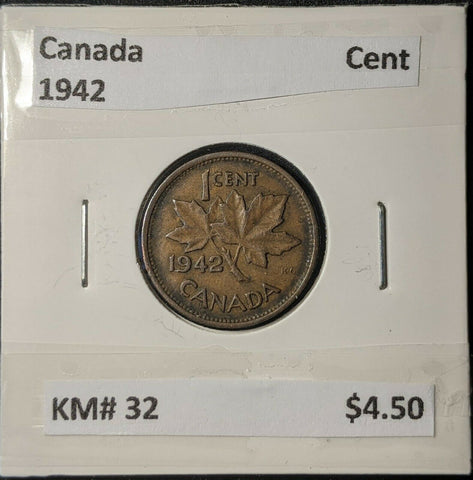 Canada Cent
1942
1 CENT
1942
CANADA
KM# 32 $4.50